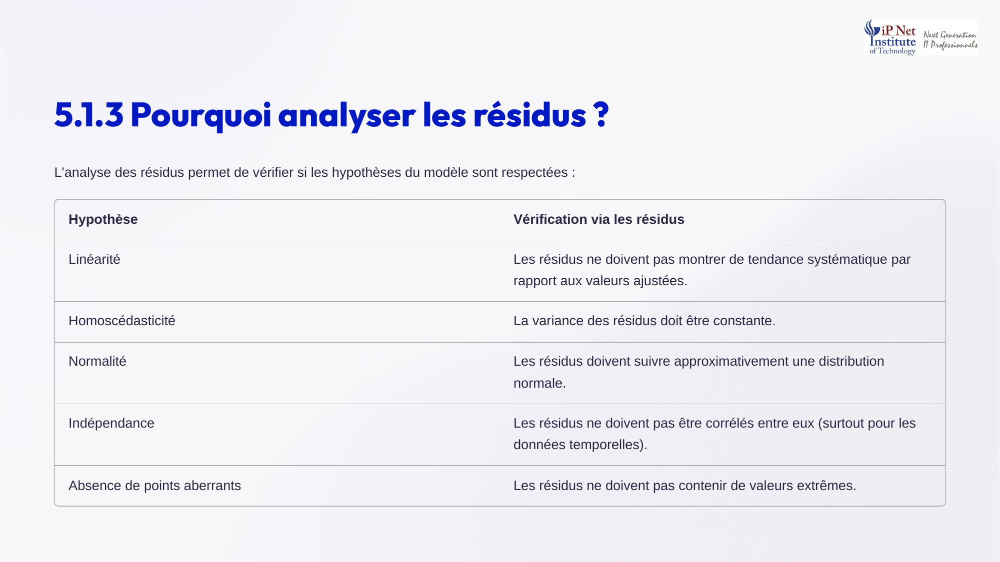 iP Net
Institute
of Technology
Next Generation
IT Professionnels
5.1.3 Pourquoi analyser les résidus ?
L'analyse des résidus permet de vérifier si les hypothèses du modèle sont respectées :
Hypothèse
Vérification via les résidus
Linéarité
Les résidus ne doivent pas montrer de tendance systématique par
rapport aux valeurs ajustées.
Homoscédasticité
La variance des résidus doit être constante.
Normalité
Les résidus doivent suivre approximativement une distribution
normale.
Indépendance
Les résidus ne doivent pas être corrélés entre eux (surtout pour les
données temporelles).
Absence de points aberrants
Les résidus ne doivent pas contenir de valeurs extrêmes.